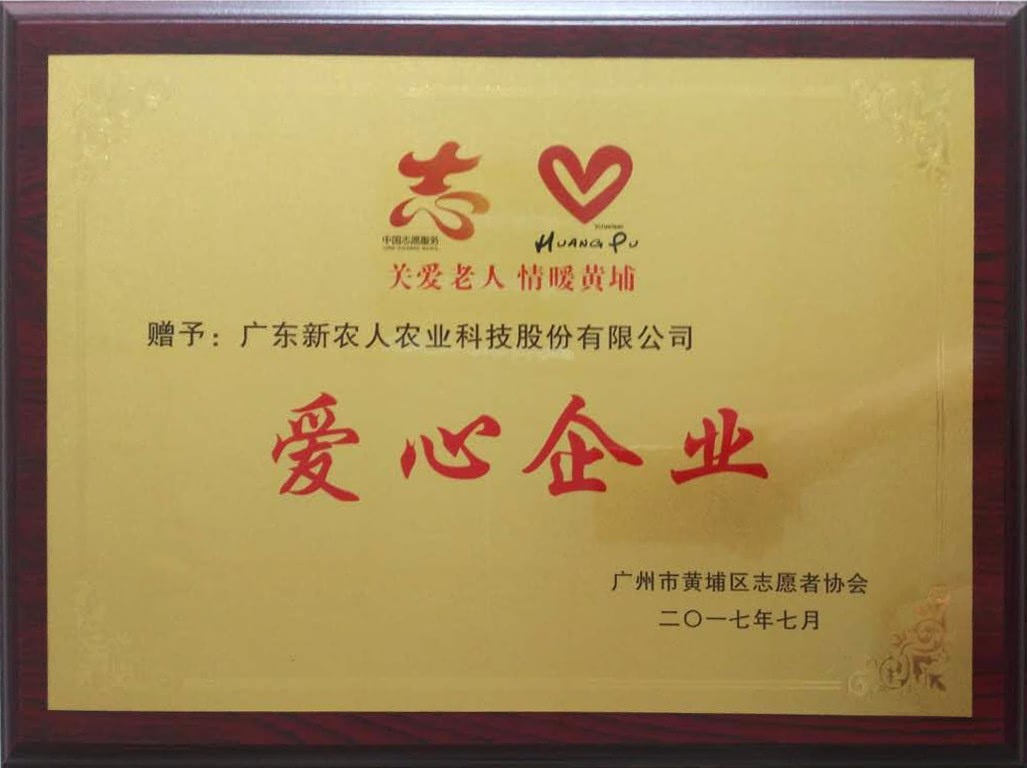 志
中国志愿服务
Volunteer
HUANG PU
关爱老人 情暖黄埔
赠予：广东新农人农业科技股份有限公司
爱心企业
广州市黄埔区志愿者协会
二〇一七年七月